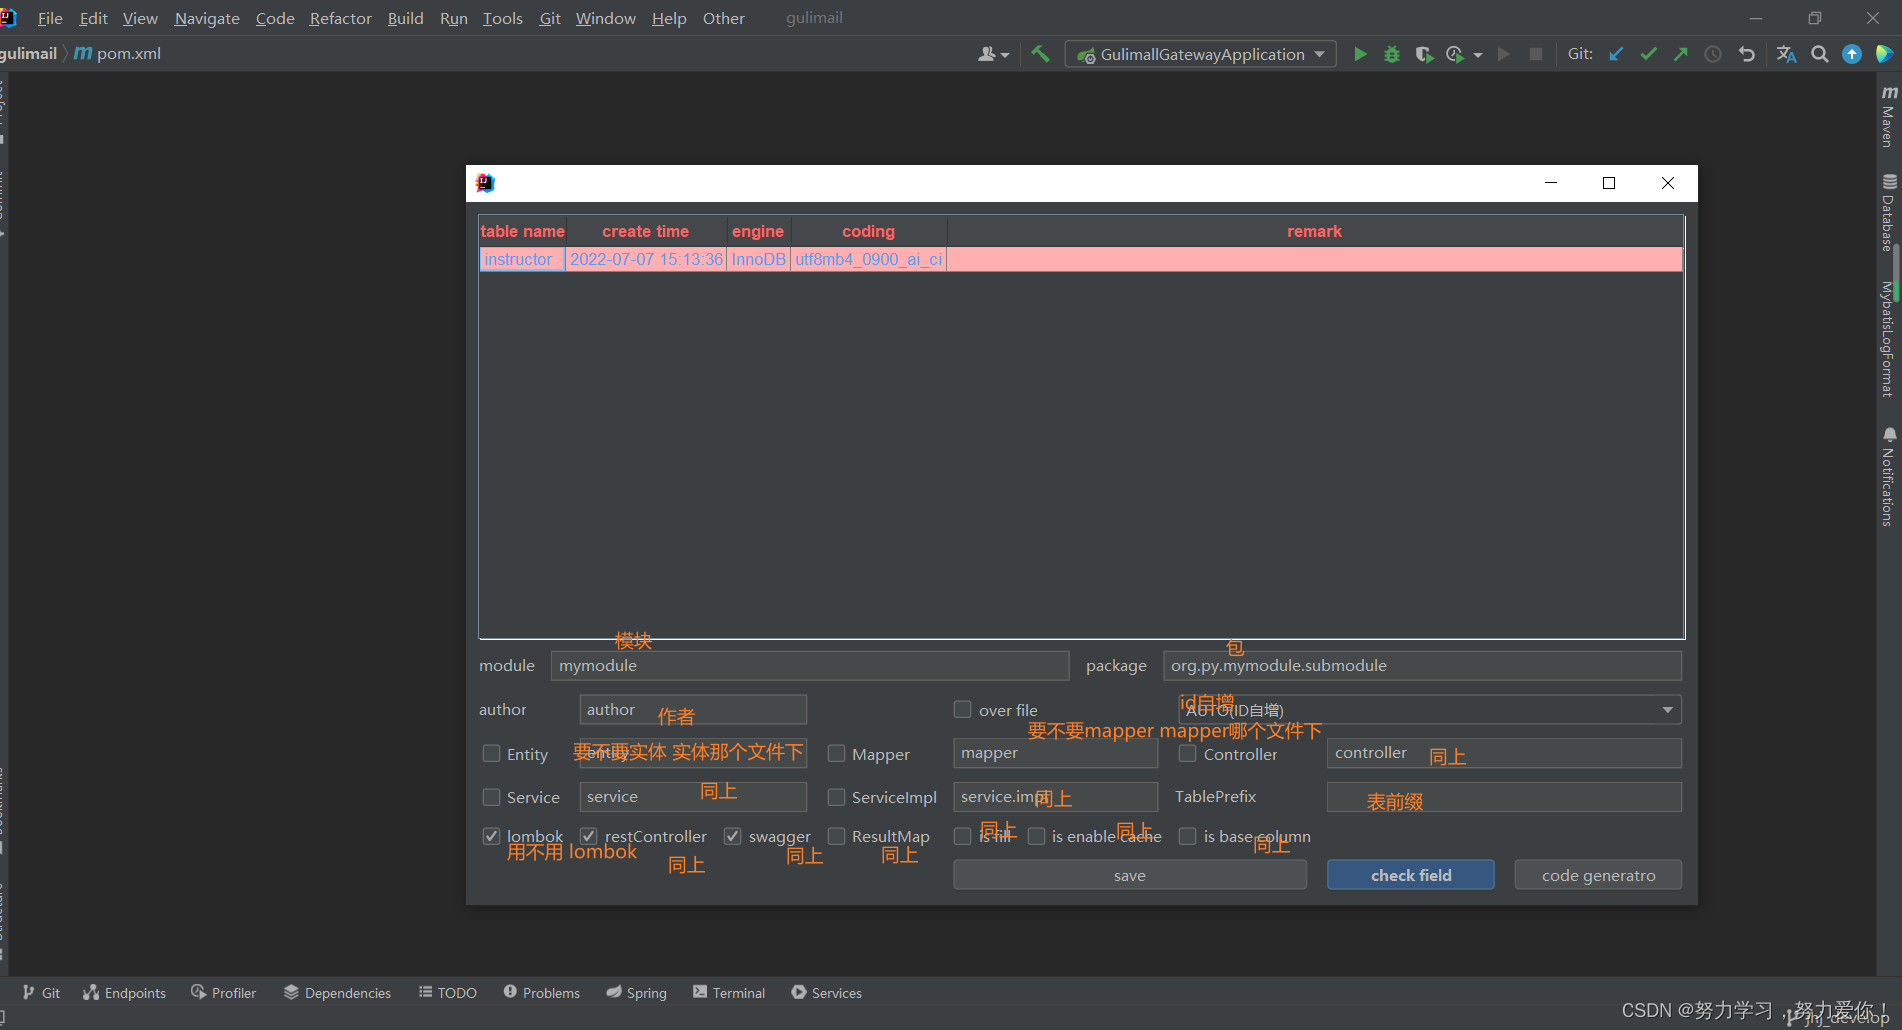 File Edit View Navigate Code Refactor Build Run Tools Git Window Help Other gulimail
gulimail pom.xml GulimallGatewayApplication Git:
Maven
Database
MybatisLogFormat
Notifications
table name create time engine coding remark
instructor 2022-07-07 15:13:36 InnoDB utf8mb4_0900_ai_ci
模块 包
module mymodule package org.py.mymodule.submodule
id自增
author author 作者 over file AUTO(ID自增)
要不要mapper mapper哪个文件下
Entity 要不要实体 实体那个文件下 Mapper mapper Controller controller 同上
Service service 同上 ServiceImpl service.impl 同上 TablePrefix 表前缀
lombok restController swagger ResultMap is fill 同上 is enable cache 同上 is base column 同上
用不用 lombok 同上 同上 同上
save check field code generatro
Git Endpoints Profiler Dependencies TODO Problems Spring Terminal Services
CSDN @努力学习，努力爱你！